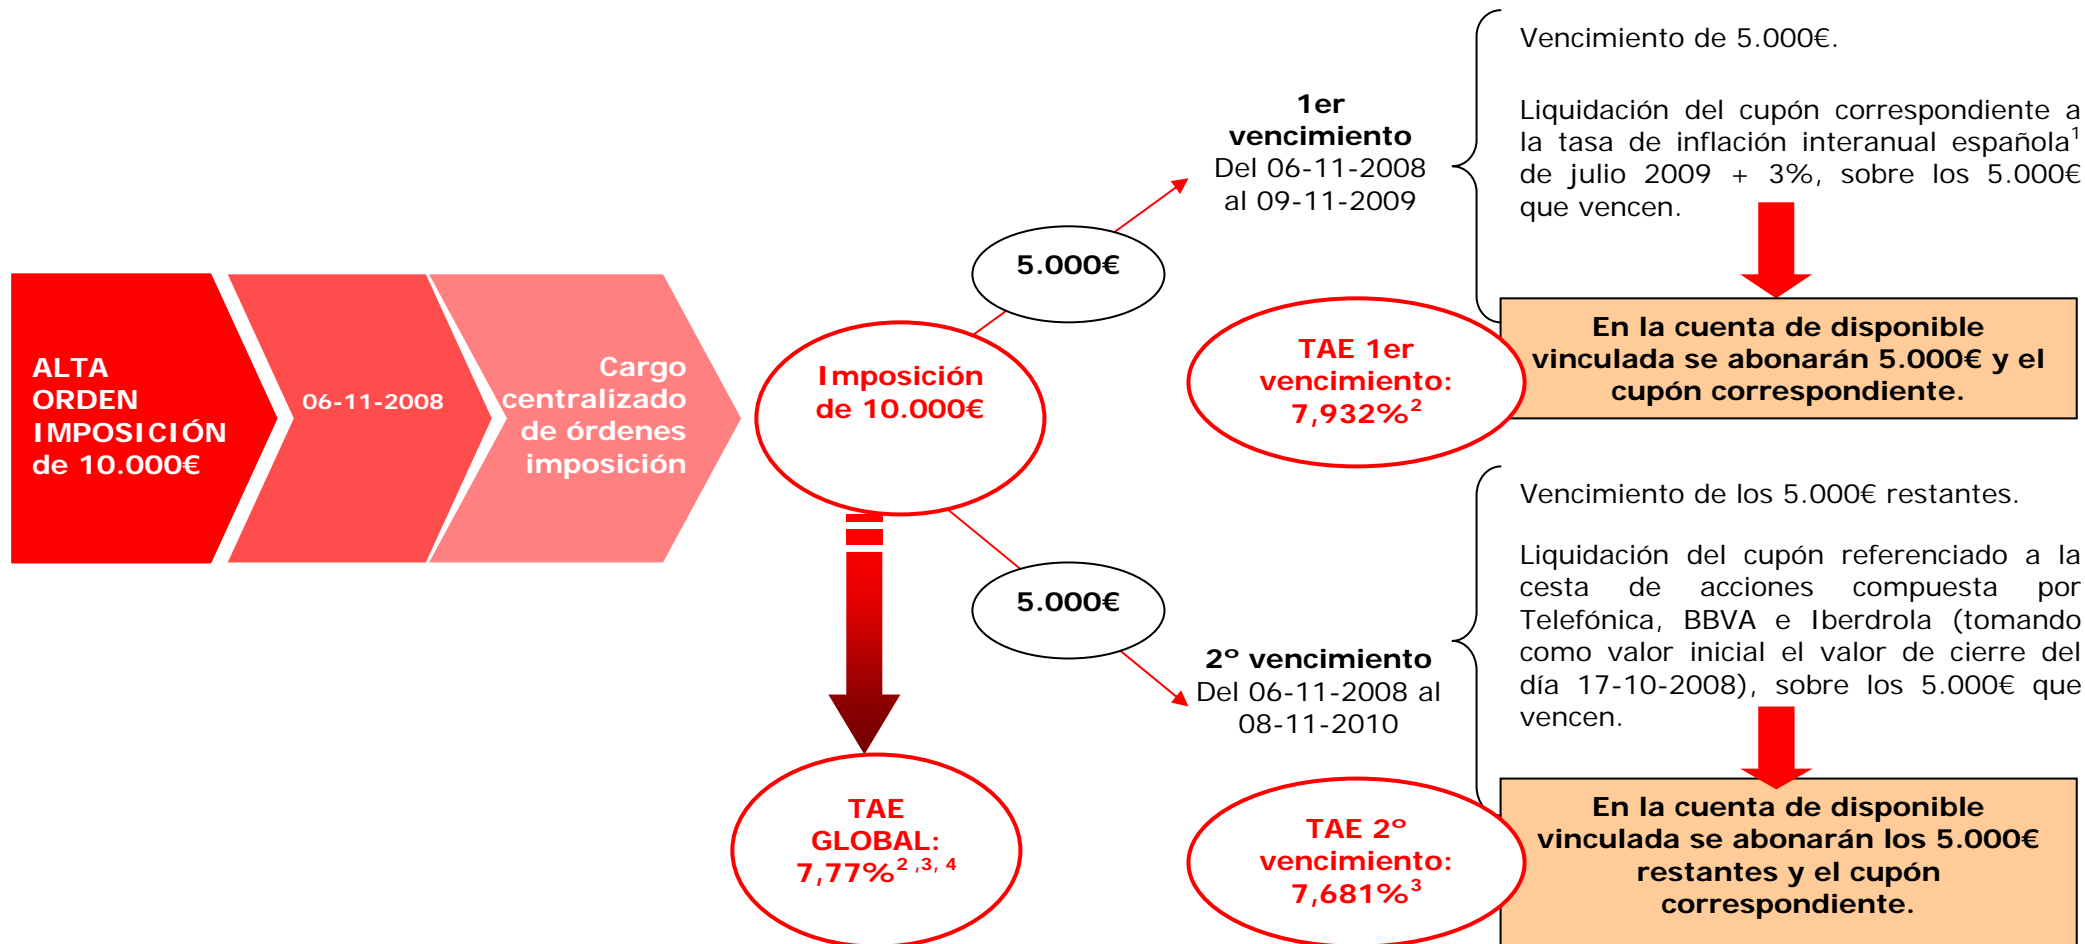 ALTA
ORDEN
IMPOSICIÓN
de 10.000€
06-11-2008
Cargo
centralizado
de órdenes
imposición
Imposición
de 10.000€
5.000€
1er
vencimiento
Del 06-11-2008
al 09-11-2009
Vencimiento de 5.000€.
Liquidación del cupón correspondiente a
la tasa de inflación interanual española¹
de julio 2009 + 3%, sobre los 5.000€
que vencen.
TAE 1er
vencimiento:
7,932%²
En la cuenta de disponible
vinculada se abonarán 5.000€ y el
cupón correspondiente.
5.000€
2º vencimiento
Del 06-11-2008 al
08-11-2010
Vencimiento de los 5.000€ restantes.
Liquidación del cupón referenciado a la
cesta de acciones compuesta por
Telefónica, BBVA e Iberdrola (tomando
como valor inicial el valor de cierre del
día 17-10-2008), sobre los 5.000€ que
vencen.
TAE
GLOBAL:
7,77%² ,³, ⁴
TAE 2º
vencimiento:
7,681%³
En la cuenta de disponible
vinculada se abonarán los 5.000€
restantes y el cupón
correspondiente.